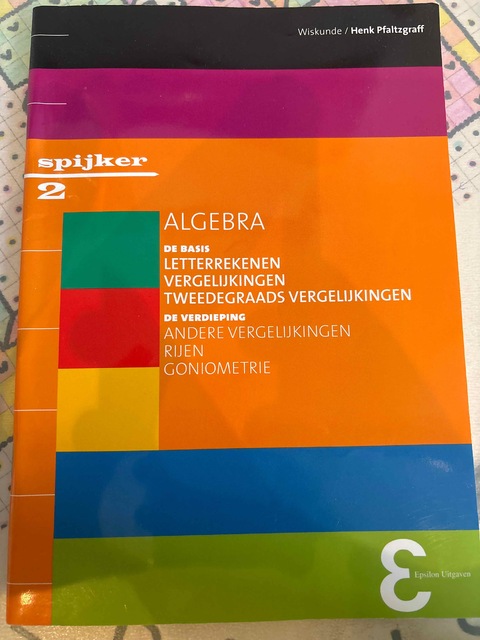 Wiskunde / Henk Pfaltzgraff
spijker
2
ALGEBRA
DE BASIS
LETTERREKENEN
VERGELIJKINGEN
TWEEDEGRAADS VERGELIJKINGEN
DE VERDIEPING
ANDERE VERGELIJKINGEN
RIJEN
GONIOMETRIE
ε
Epsilon Uitgaven